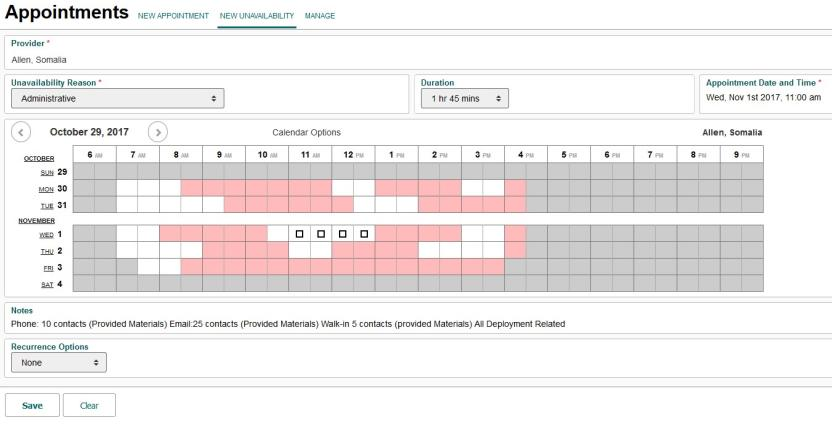 Appointments NEW APPOINTMENT NEW UNAVAILABILITY MANAGE
Provider *
Allen, Somalia
Unavailability Reason * Duration Appointment Date and Time *
Administrative 1 hr 45 mins Wed, Nov 1st 2017, 11:00 am
October 29, 2017 Calendar Options Allen, Somalia
OCTOBER 6 AM 7 AM 8 AM 9 AM 10 AM 11 AM 12 PM 1 PM 2 PM 3 PM 4 PM 5 PM 6 PM 7 PM 8 PM 9 PM
SUN 29
MON 30
TUE 31
NOVEMBER
WED 1
THU 2
FRI 3
SAT 4
Notes
Phone: 10 contacts (Provided Materials) Email:25 contacts (Provided Materials) Walk-in 5 contacts (provided Materials) All Deployment Related
Recurrence Options
None
Save Clear